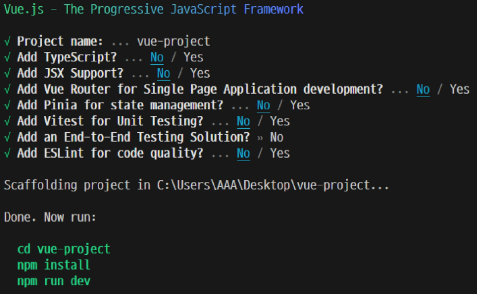 Vue.js - The Progressive JavaScript Framework
√ Project name: ... vue-project
√ Add TypeScript? ... No / Yes
√ Add JSX Support? ... No / Yes
√ Add Vue Router for Single Page Application development? ... No / Yes
√ Add Pinia for state management? ... No / Yes
√ Add Vitest for Unit Testing? ... No / Yes
√ Add an End-to-End Testing Solution? » No
√ Add ESLint for code quality? ... No / Yes
Scaffolding project in C:\Users\AAA\Desktop\vue-project...
Done. Now run:
cd vue-project
npm install
npm run dev